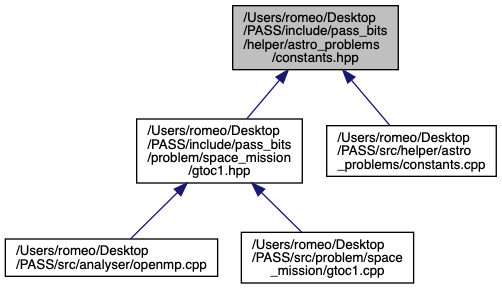 /Users/romeo/Desktop
/PASS/include/pass_bits
/helper/astro_problems
/constants.hpp
/Users/romeo/Desktop
/PASS/include/pass_bits
/problem/space_mission
/gtoc1.hpp
/Users/romeo/Desktop
/PASS/src/helper/astro
_problems/constants.cpp
/Users/romeo/Desktop
/PASS/src/analyser/openmp.cpp
/Users/romeo/Desktop
/PASS/src/problem/space
_mission/gtoc1.cpp